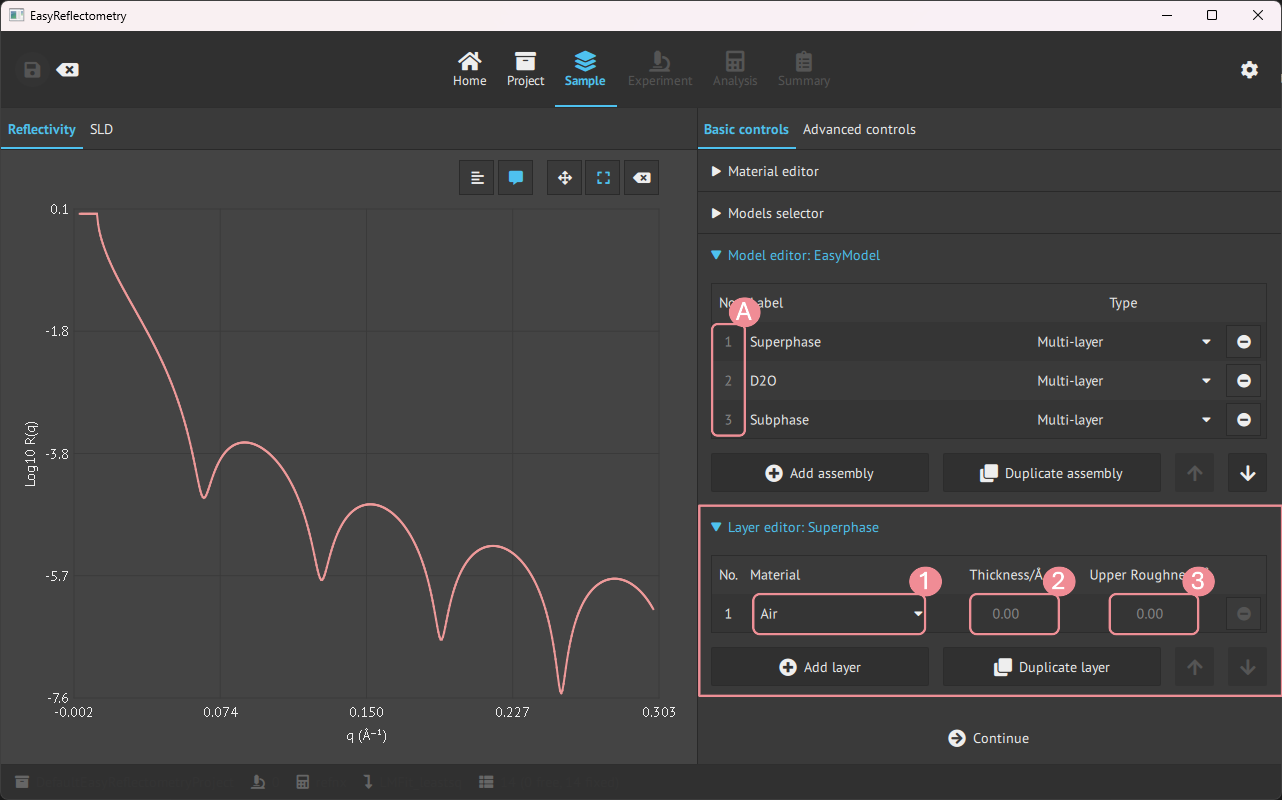 EasyReflectometry
Home Project Sample Experiment Analysis Summary
Reflectivity SLD
Basic controls Advanced controls
Material editor
Models selector
Model editor: EasyModel
No. Label Type
A
1 Superphase Multi-layer
2 D2O Multi-layer
3 Subphase Multi-layer
Add assembly Duplicate assembly
Layer editor: Superphase
No. Material Thickness/Å Upper Roughne
1 2 3
1 Air 0.00 0.00
Add layer Duplicate layer
Continue
0.1
-1.8
-3.8
-5.7
-7.6
Log10 R(q)
-0.002 0.074 0.150 0.227 0.303
q (Å⁻¹)